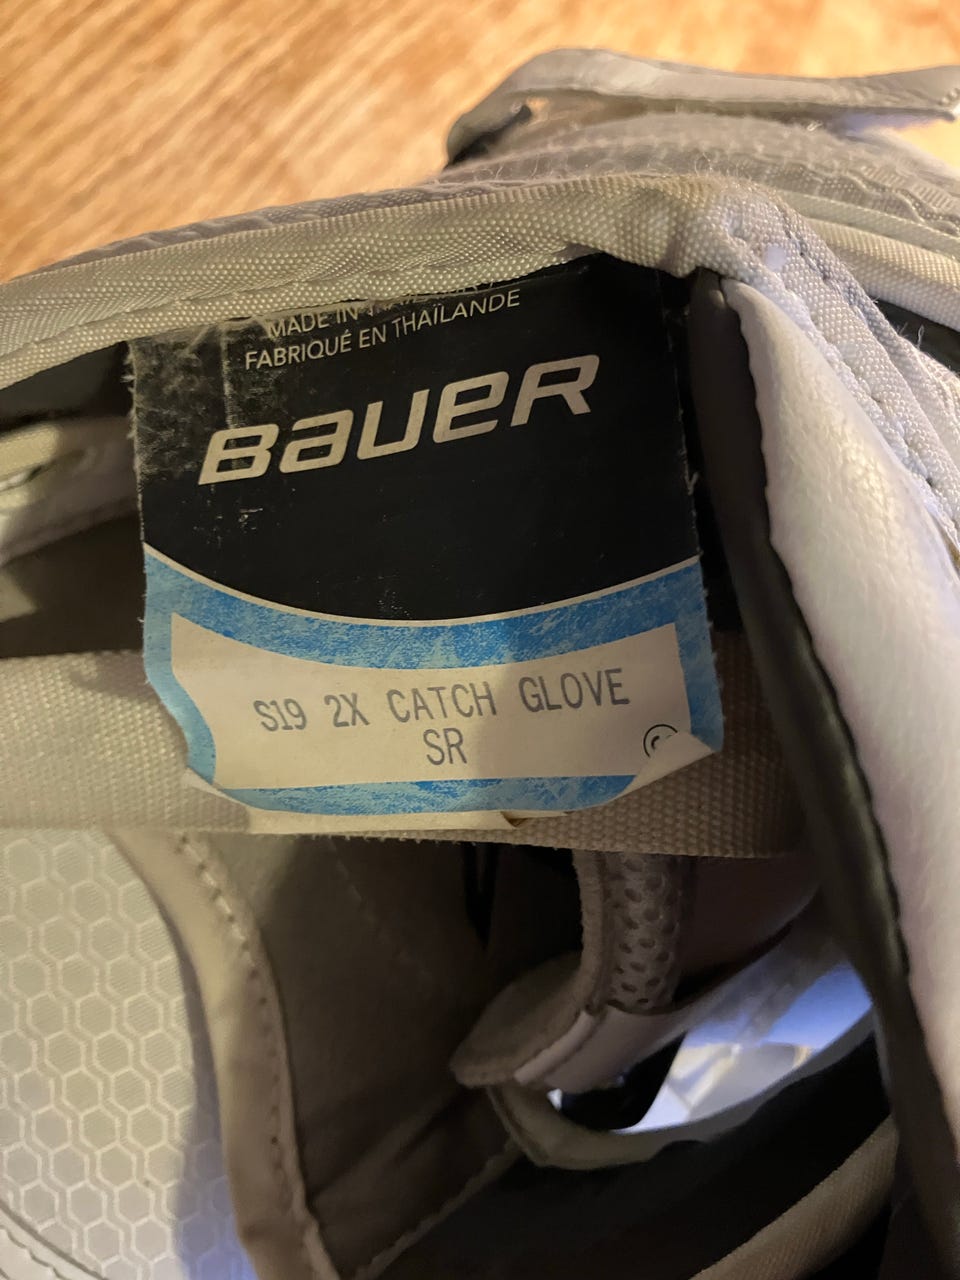 MADE IN THAILAND
FABRIQUÉ EN THAÏLANDE
BAUER
S19 2X CATCH GLOVE
SR